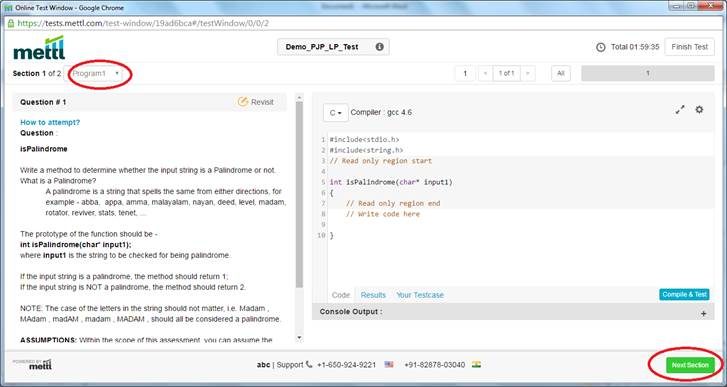 Online Test Window - Google Chrome
https://tests.mettl.com/test-window/19ad6bca#/testWindow/0/0/2
mettl
Demo_PJP_LP_Test
Total 01:59:35
Finish Test
Section 1 of 2
Program1
1
1 of 1
All
1
Question # 1
Revisit
How to attempt?
Question :
isPalindrome
Write a method to determine whether the input string is a Palindrome or not.
What is a Palindrome?
A palindrome is a string that spells the same from either directions, for
example - abba, appa, amma, malayalam, nayan, deed, level, madam,
rotator, reviver, stats, tenet, ...
The prototype of the function should be -
int isPalindrome(char* input1);
where input1 is the string to be checked for being palindrome.
If the input string is a palindrome, the method should return 1;
If the input string is NOT a palindrome, the method should return 2.
NOTE: The case of the letters in the string should not matter, i.e. Madam ,
MAdam , madAM , madam , MADAM , should all be considered a palindrome.
ASSUMPTIONS: Within the scope of this assessment, you can assume the
C
Compiler : gcc 4.6
1 #include<stdio.h>
2 #include<string.h>
3 // Read only region start
4
5 int isPalindrome(char* input1)
6 {
7 // Read only region end
8 // Write code here
9
10 }
Code
Results
Your Testcase
Compile & Test
Console Output :
+
POWERED BY mettl
abc | Support +1-650-924-9221 +91-82878-03040
Next Section